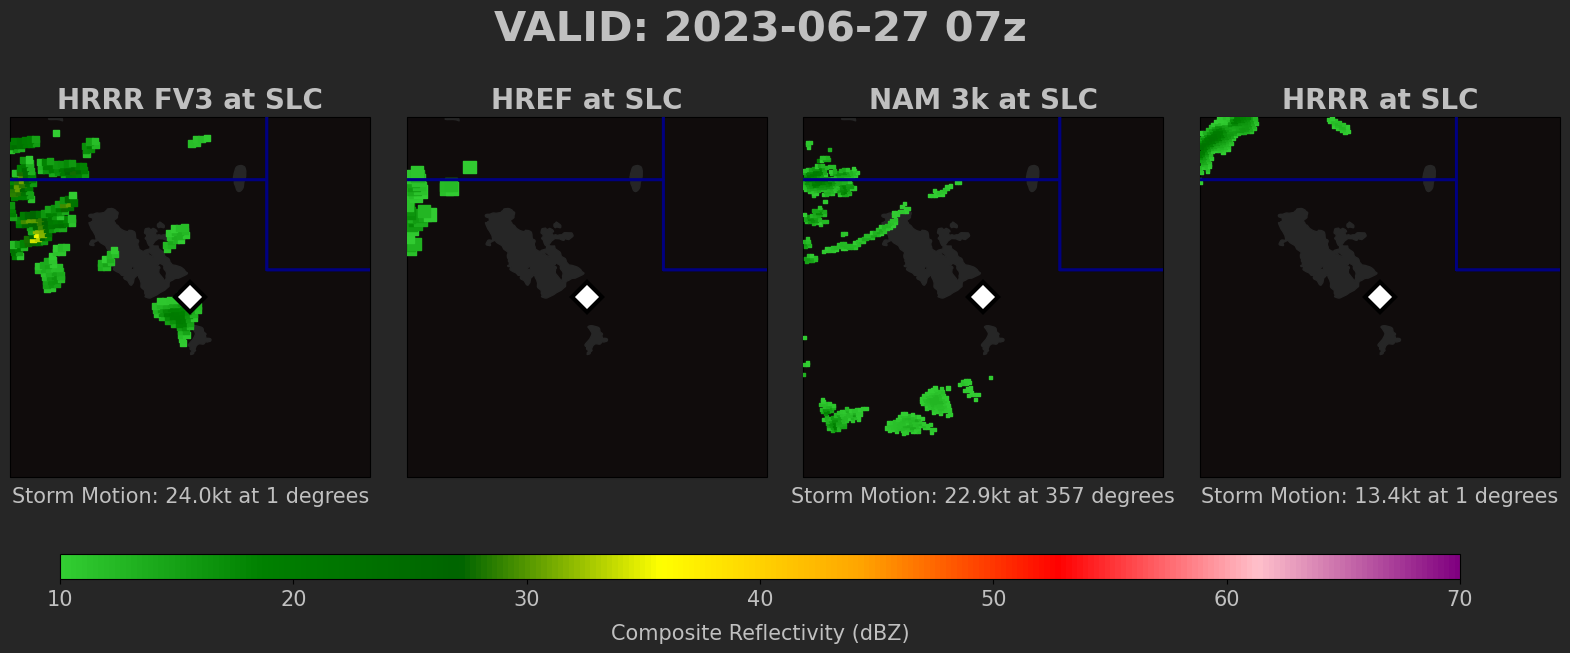 VALID: 2023-06-27 07z
HRRR FV3 at SLC
HREF at SLC
NAM 3k at SLC
HRRR at SLC
Storm Motion: 24.0kt at 1 degrees
Storm Motion: 22.9kt at 357 degrees
Storm Motion: 13.4kt at 1 degrees
10 20 30 40 50 60 70
Composite Reflectivity (dBZ)